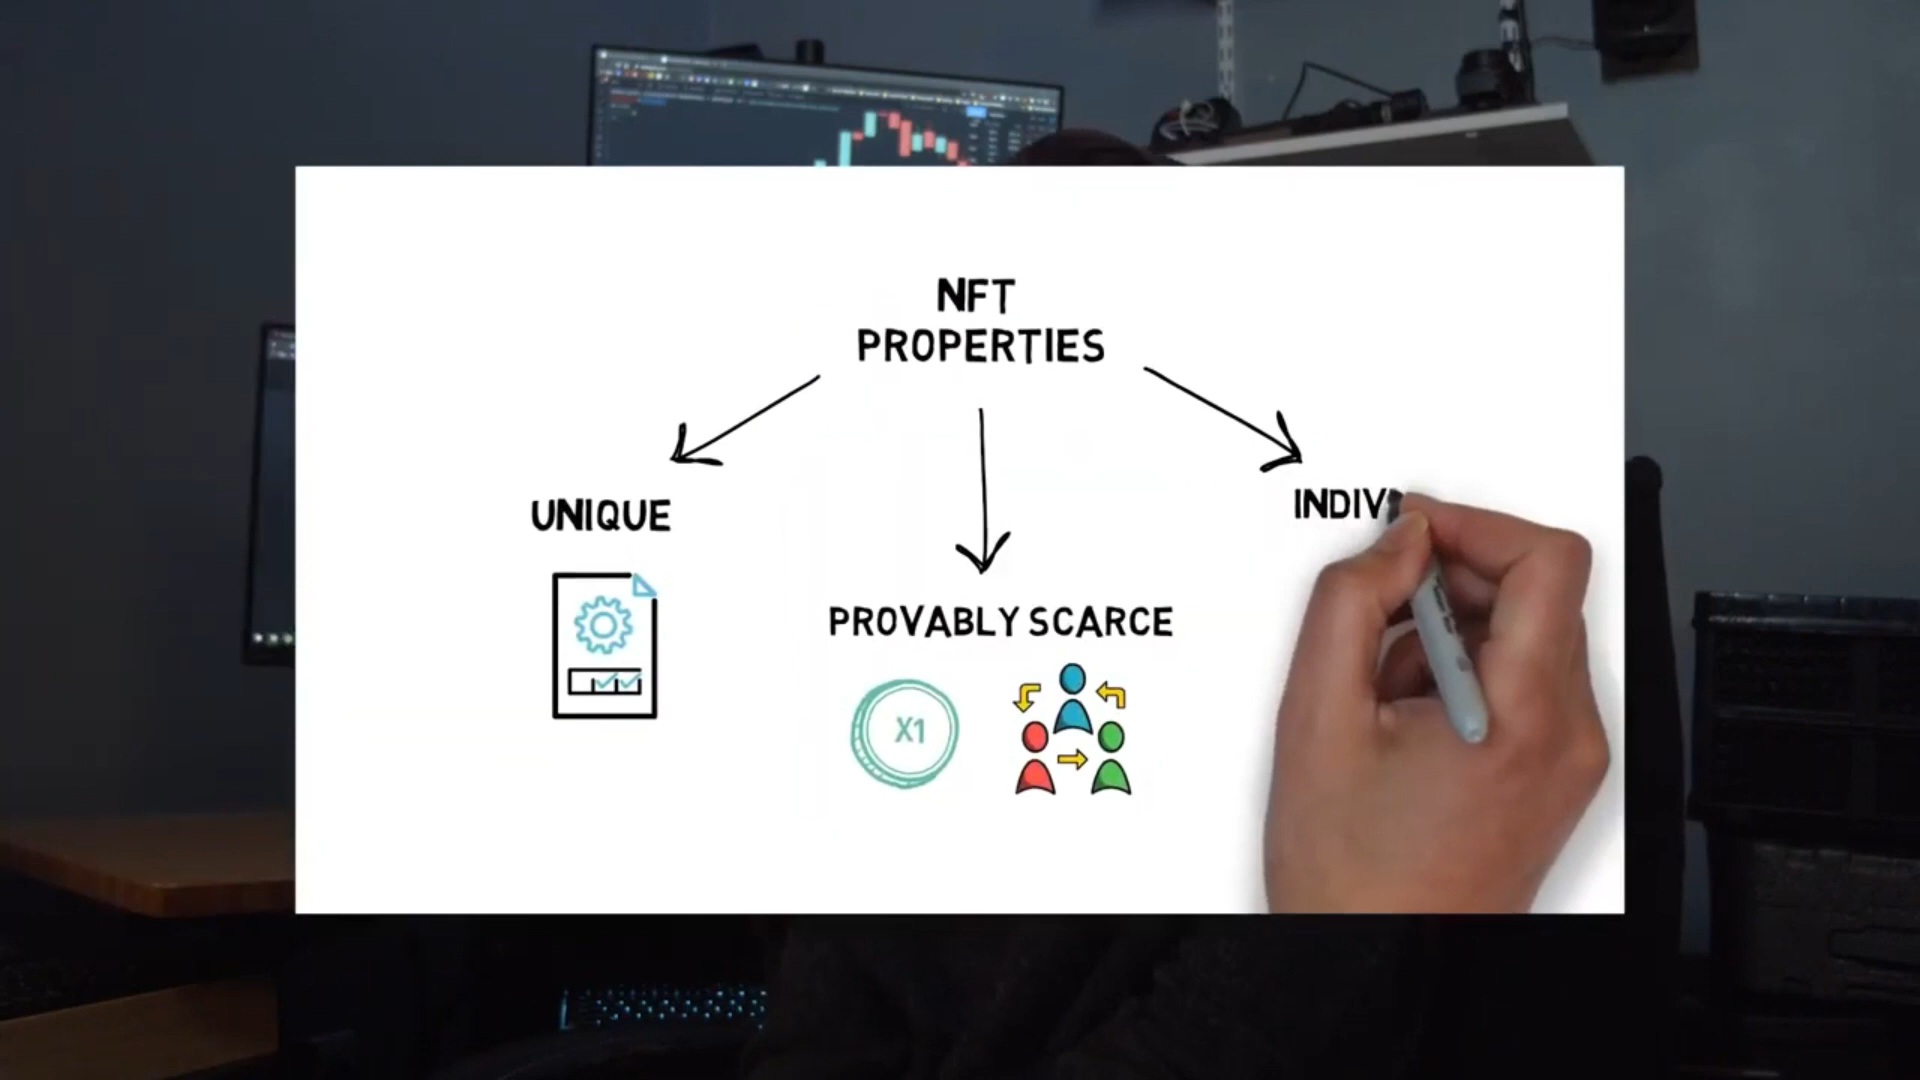 NFT
PROPERTIES
UNIQUE
INDIV
PROVABLY SCARCE
X1